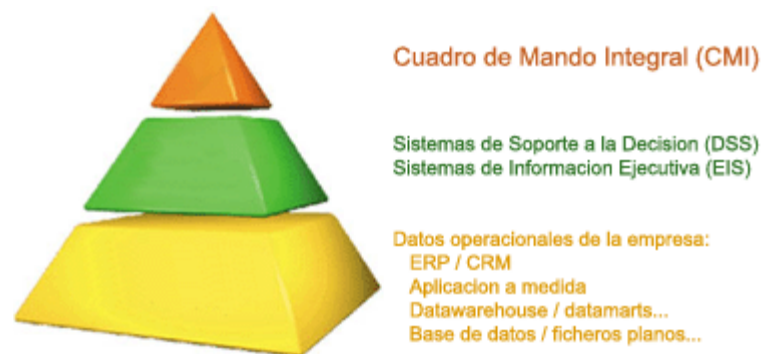 Cuadro de Mando Integral (CMI)
Sistemas de Soporte a la Decision (DSS)
Sistemas de Informacion Ejecutiva (EIS)
Datos operacionales de la empresa:
ERP / CRM
Aplicacion a medida
Datawarehouse / datamarts...
Base de datos / ficheros planos...